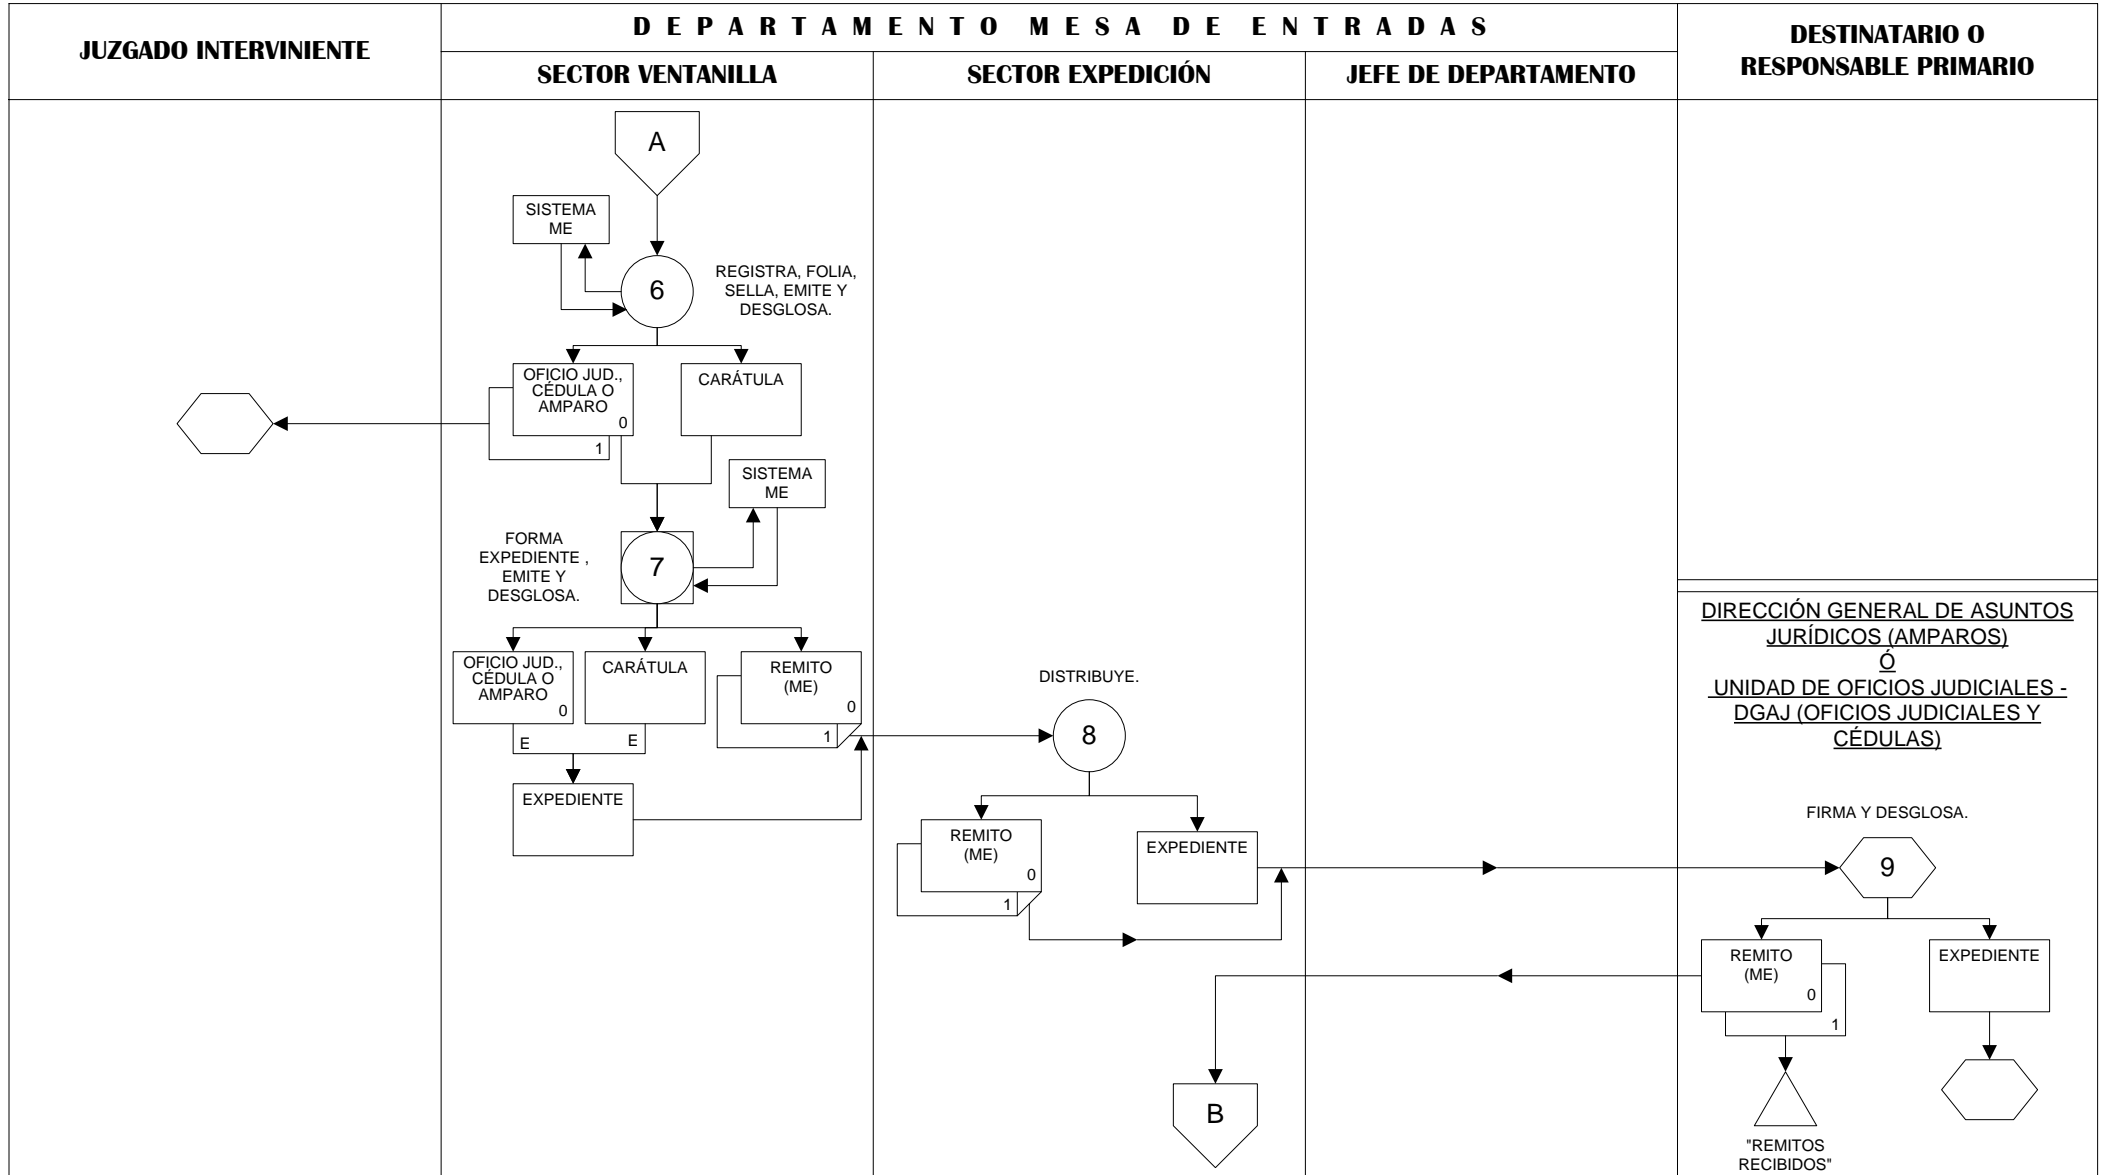 JUZGADO INTERVINIENTE
DEPARTAMENTO MESA DE ENTRADAS
DESTINATARIO O
RESPONSABLE PRIMARIO
SECTOR VENTANILLA
SECTOR EXPEDICIÓN
JEFE DE DEPARTAMENTO
A
SISTEMA
ME
6
REGISTRA, FOLIA,
SELLA, EMITE Y
DESGLOSA.
OFICIO JUD.,
CÉDULA O
AMPARO
0
1
CARÁTULA
SISTEMA
ME
FORMA
EXPEDIENTE ,
EMITE Y
DESGLOSA.
7
OFICIO JUD.,
CÉDULA O
AMPARO
0
E
CARÁTULA
E
REMITO
(ME)
0
1
EXPEDIENTE
DISTRIBUYE.
8
REMITO
(ME)
0
1
EXPEDIENTE
DIRECCIÓN GENERAL DE ASUNTOS
JURÍDICOS (AMPAROS)
Ó
UNIDAD DE OFICIOS JUDICIALES -
DGAJ (OFICIOS JUDICIALES Y
CÉDULAS)
FIRMA Y DESGLOSA.
9
REMITO
(ME)
0
1
EXPEDIENTE
B
"REMITOS
RECIBIDOS"